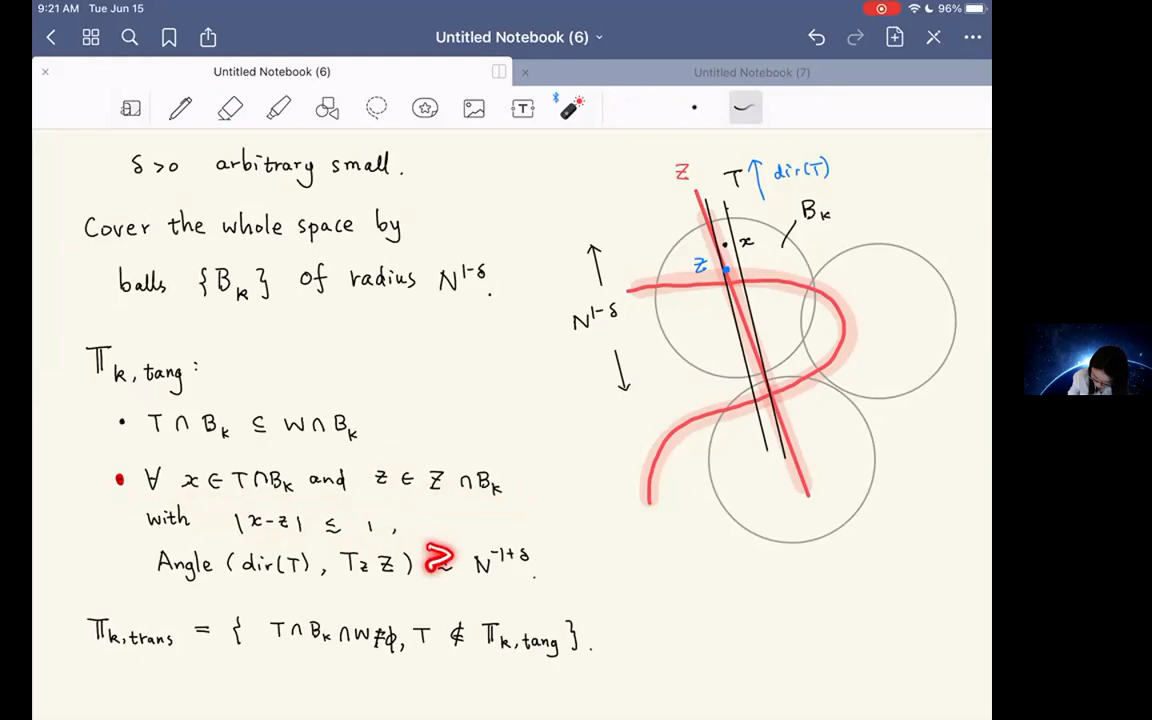 9:21 AM Tue Jun 15
96%
Untitled Notebook (6)
Untitled Notebook (6)
Untitled Notebook (7)
δ>0 arbitrary small.
Cover the whole space by
balls {B_k} of radius N^{1-δ}.
𝕋_{k,tang}:
• T ∩ B_k ⊆ W ∩ B_k
• ∀ x ∈ T∩B_k and z ∈ Z ∩ B_k
with |x-z| ≲ 1,
Angle (dir(T), T_z Z) ≳ N^{-1+δ}.
𝕋_{k,trans} = { T∩B_k∩W≠∅, T ∉ 𝕋_{k,tang} }.
Z
T
dir(T)
B_k
x
z
N^{1-δ}